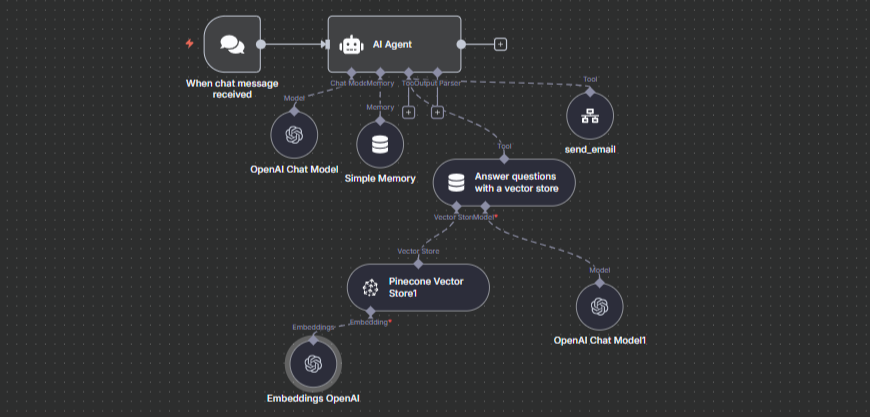 AI Agent
When chat message
received
Chat Mode
Memory
Too
Output Parser
Tool
Model
Memory
send_email
OpenAI Chat Model
Simple Memory
Tool
Answer questions
with a vector store
Vector Store
Model*
Vector Store
Model
Pinecone Vector
Store1
Embedding*
Embeddings
OpenAI Chat Model1
Embeddings OpenAI